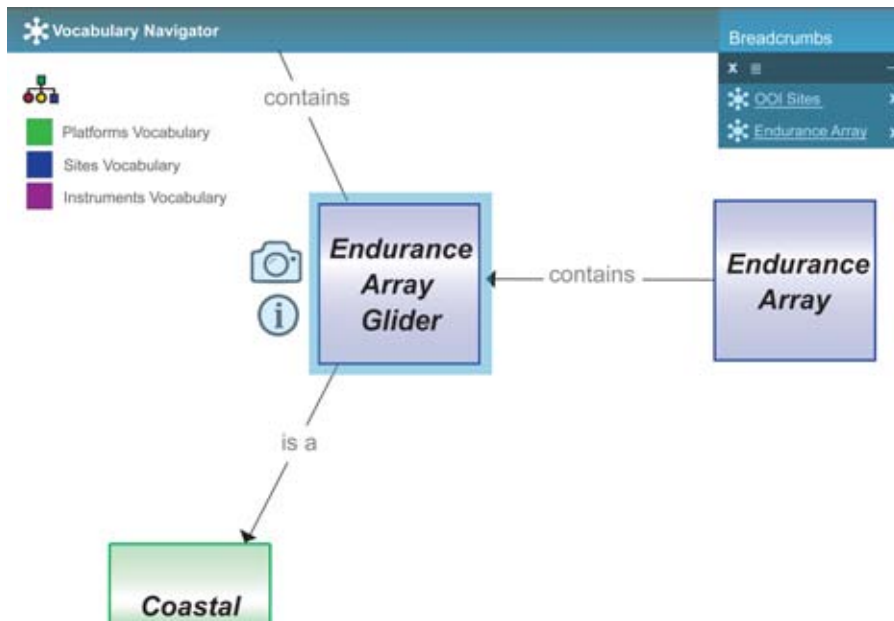 Vocabulary Navigator
Breadcrumbs
x
OOI Sites x
Endurance Array x
contains
Platforms Vocabulary
Sites Vocabulary
Instruments Vocabulary
Endurance
Array
Glider
i
contains
Endurance
Array
is a
Coastal